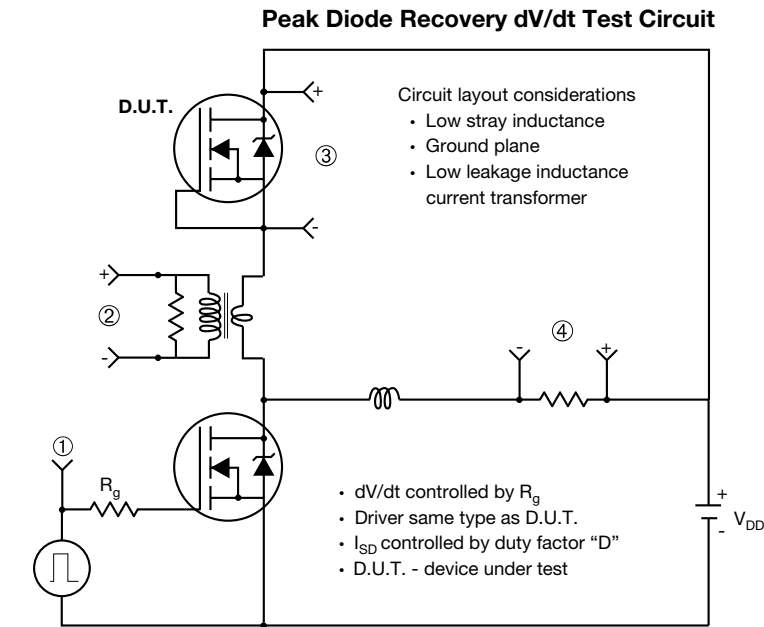 Peak Diode Recovery dV/dt Test Circuit
D.U.T.
+
Circuit layout considerations
• Low stray inductance
• Ground plane
• Low leakage inductance
current transformer
③
-
+
②
-
④
-
+
①
Rg
• dV/dt controlled by Rg
• Driver same type as D.U.T.
• ISD controlled by duty factor “D”
• D.U.T. - device under test
+
VDD
-